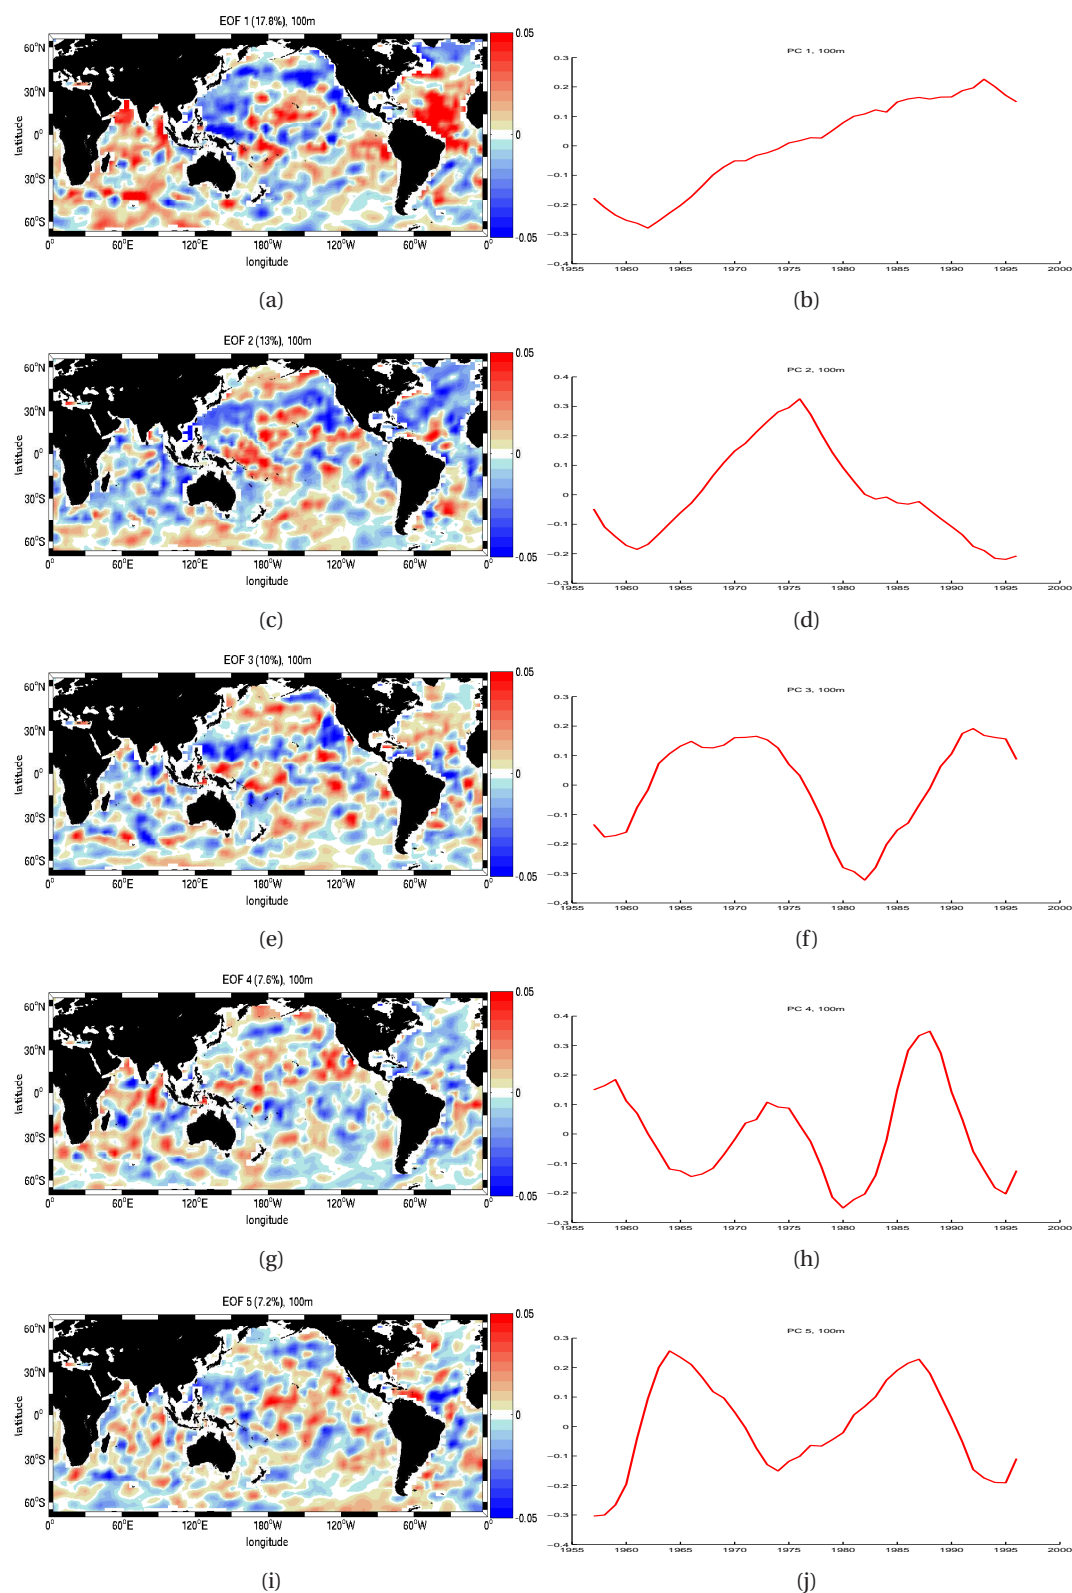 EOF 1 (17.8%), 100m
0.05
0
-0.05
60°N
30°N
0°
30°S
60°S
latitude
0° 60°E 120°E 180°W 120°W 60°W 0°
longitude
(a)
PC 1, 100m
0.3
0.2
0.1
0
−0.1
−0.2
−0.3
−0.4
1955 1960 1965 1970 1975 1980 1985 1990 1995 2000
(b)
EOF 2 (13%), 100m
0.05
0
-0.05
60°N
30°N
0°
30°S
60°S
latitude
0° 60°E 120°E 180°W 120°W 60°W 0°
longitude
(c)
PC 2, 100m
0.4
0.3
0.2
0.1
0
−0.1
−0.2
−0.3
1955 1960 1965 1970 1975 1980 1985 1990 1995 2000
(d)
EOF 3 (10%), 100m
0.05
0
-0.05
60°N
30°N
0°
30°S
60°S
latitude
0° 60°E 120°E 180°W 120°W 60°W 0°
longitude
(e)
PC 3, 100m
0.3
0.2
0.1
0
−0.1
−0.2
−0.3
−0.4
1955 1960 1965 1970 1975 1980 1985 1990 1995 2000
(f)
EOF 4 (7.6%), 100m
0.05
0
-0.05
60°N
30°N
0°
30°S
60°S
latitude
0° 60°E 120°E 180°W 120°W 60°W 0°
longitude
(g)
PC 4, 100m
0.4
0.3
0.2
0.1
0
−0.1
−0.2
−0.3
1955 1960 1965 1970 1975 1980 1985 1990 1995 2000
(h)
EOF 5 (7.2%), 100m
0.05
0
-0.05
60°N
30°N
0°
30°S
60°S
latitude
0° 60°E 120°E 180°W 120°W 60°W 0°
longitude
(i)
PC 5, 100m
0.3
0.2
0.1
0
−0.1
−0.2
−0.3
−0.4
1955 1960 1965 1970 1975 1980 1985 1990 1995 2000
(j)